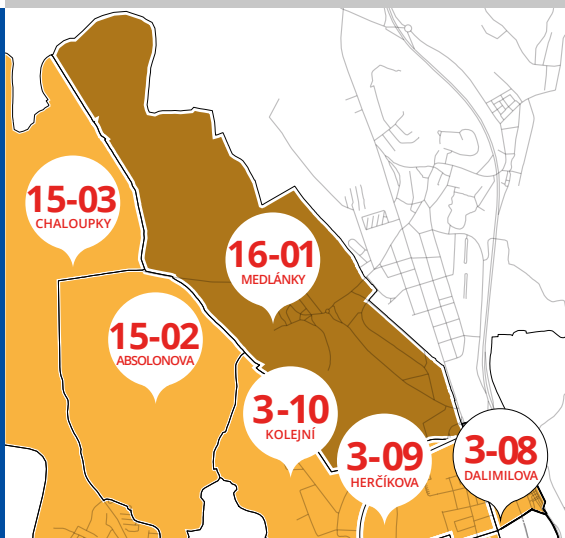 15-03
CHALOUPKY
16-01
MEDLÁNKY
15-02
ABSOLONOVA
3-10
KOLEJNÍ
3-09
HERČÍKOVA
3-08
DALIMILOVA